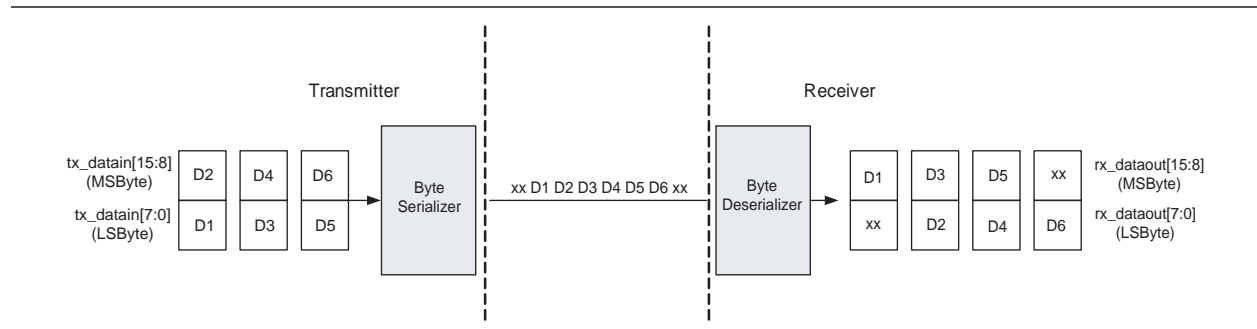 Transmitter
Receiver
tx_datain[15:8]
(MSByte)
D2 D4 D6
tx_datain[7:0]
(LSByte)
D1 D3 D5
Byte
Serializer
xx D1 D2 D3 D4 D5 D6 xx
Byte
Deserializer
D1 D3 D5 xx
rx_dataout[15:8]
(MSByte)
xx D2 D4 D6
rx_dataout[7:0]
(LSByte)